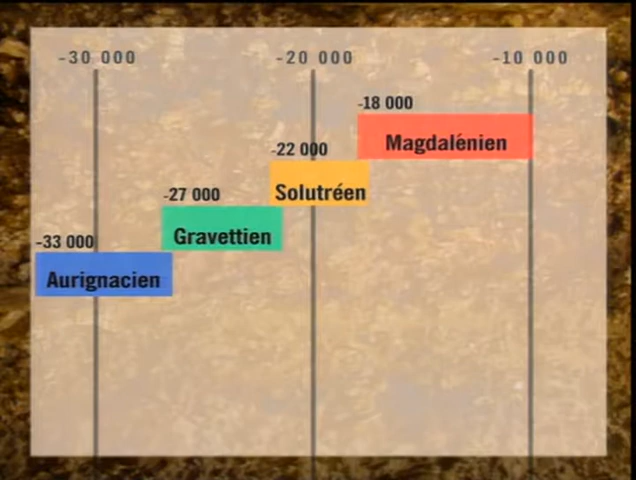 -30 000 -20 000 -10 000
-18 000
Magdalénien
-22 000
Solutréen
-27 000
Gravettien
-33 000
Aurignacien